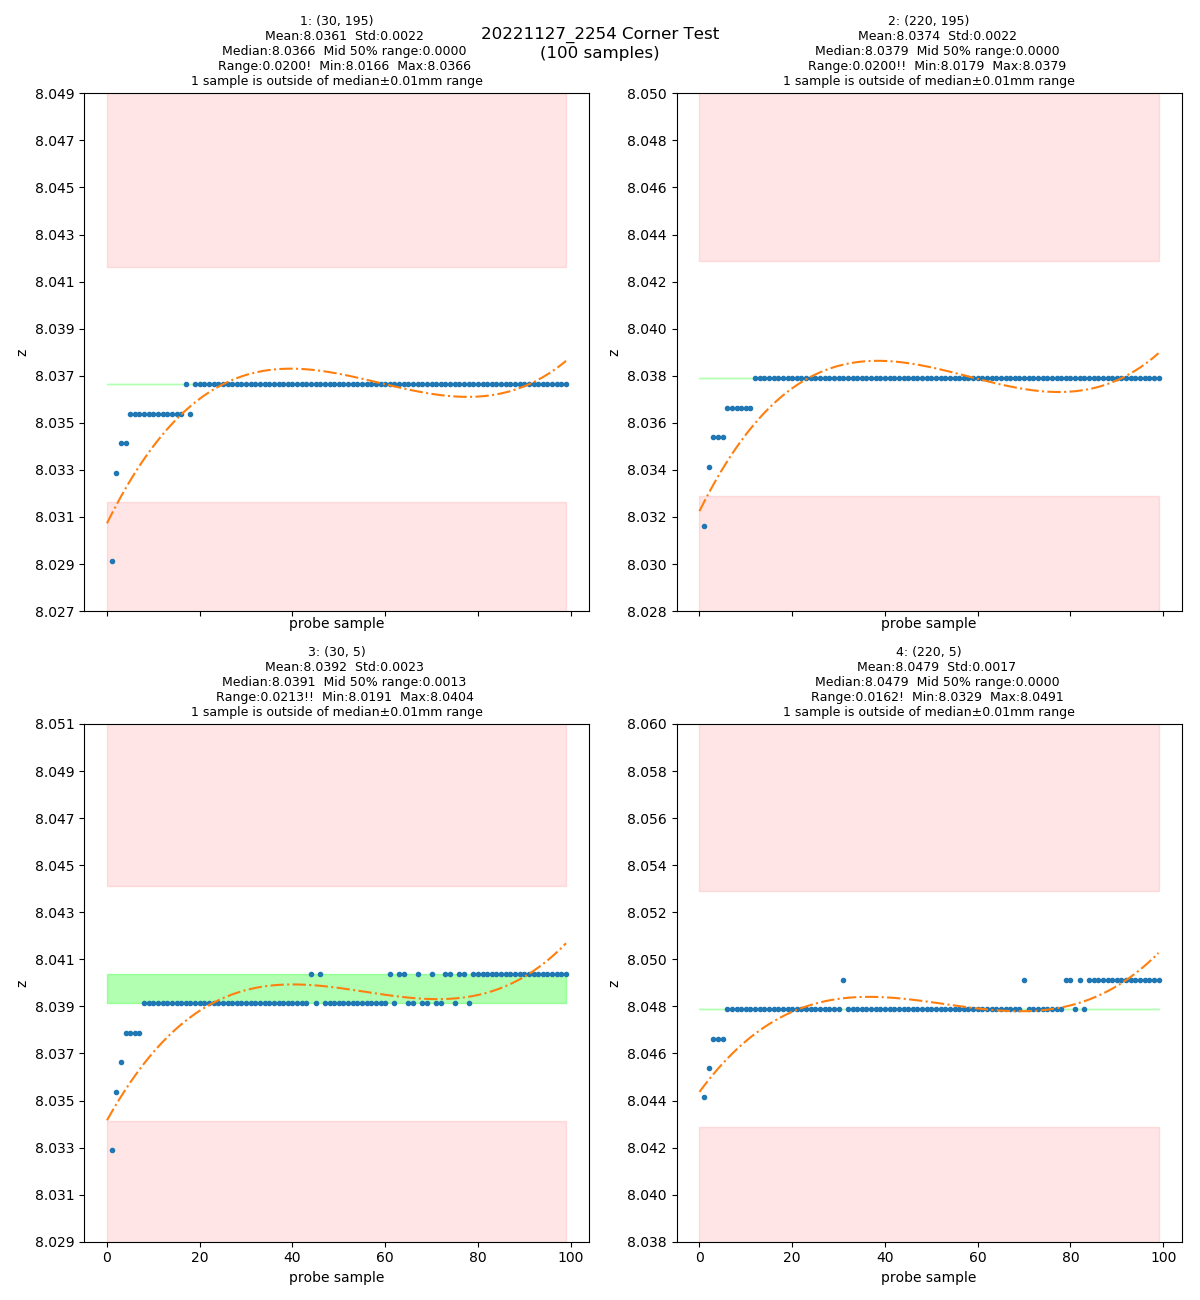 20221127_2254 Corner Test
(100 samples)
1: (30, 195)
Mean:8.0361  Std:0.0022
Median:8.0366  Mid 50% range:0.0000
Range:0.0200!  Min:8.0166  Max:8.0366
1 sample is outside of median±0.01mm range
8.049
8.047
8.045
8.043
8.041
8.039
8.037
8.035
8.033
8.031
8.029
8.027
z
probe sample
2: (220, 195)
Mean:8.0374  Std:0.0022
Median:8.0379  Mid 50% range:0.0000
Range:0.0200!!  Min:8.0179  Max:8.0379
1 sample is outside of median±0.01mm range
8.050
8.048
8.046
8.044
8.042
8.040
8.038
8.036
8.034
8.032
8.030
8.028
z
probe sample
3: (30, 5)
Mean:8.0392  Std:0.0023
Median:8.0391  Mid 50% range:0.0013
Range:0.0213!!  Min:8.0191  Max:8.0404
1 sample is outside of median±0.01mm range
8.051
8.049
8.047
8.045
8.043
8.041
8.039
8.037
8.035
8.033
8.031
8.029
z
0 20 40 60 80 100
probe sample
4: (220, 5)
Mean:8.0479  Std:0.0017
Median:8.0479  Mid 50% range:0.0000
Range:0.0162!  Min:8.0329  Max:8.0491
1 sample is outside of median±0.01mm range
8.060
8.058
8.056
8.054
8.052
8.050
8.048
8.046
8.044
8.042
8.040
8.038
z
0 20 40 60 80 100
probe sample